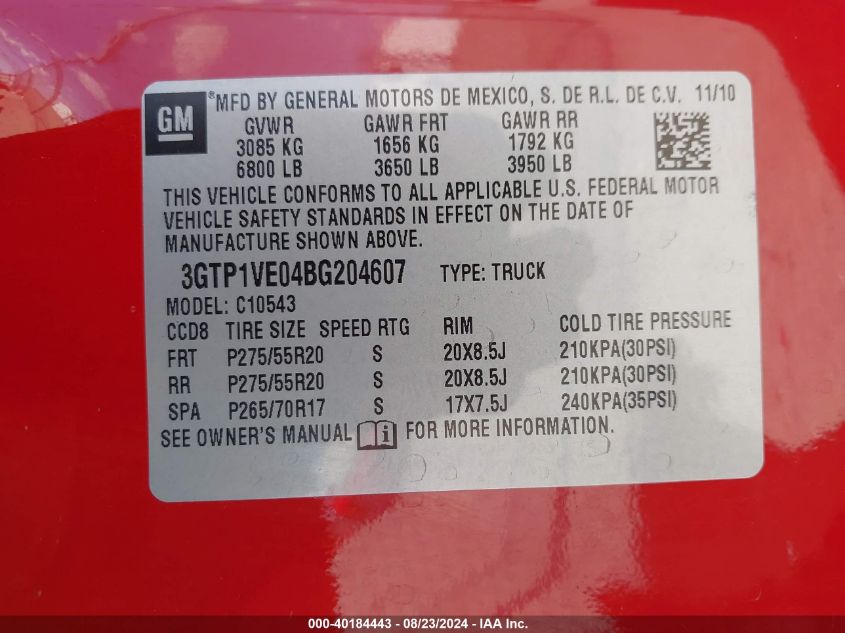 GM
*MFD BY GENERAL MOTORS DE MEXICO, S. DE R.L. DE C.V. 11/10
GVWR GAWR FRT GAWR RR
3085 KG 1656 KG 1792 KG
6800 LB 3650 LB 3950 LB
THIS VEHICLE CONFORMS TO ALL APPLICABLE U.S. FEDERAL MOTOR
VEHICLE SAFETY STANDARDS IN EFFECT ON THE DATE OF
MANUFACTURE SHOWN ABOVE.
3GTP1VE04BG204607 TYPE: TRUCK
MODEL: C10543
CCD8 TIRE SIZE SPEED RTG RIM COLD TIRE PRESSURE
FRT P275/55R20 S 20X8.5J 210KPA(30PSI)
RR P275/55R20 S 20X8.5J 210KPA(30PSI)
SPA P265/70R17 S 17X7.5J 240KPA(35PSI)
SEE OWNER'S MANUAL i FOR MORE INFORMATION.
000-40184443 - 08/23/2024 - IAA Inc.